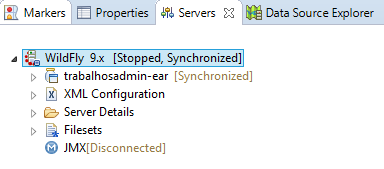 Markers Properties Servers Data Source Explorer
WildFly 9.x [Stopped, Synchronized]
trabalhosadmin-ear [Synchronized]
XML Configuration
Server Details
Filesets
JMX[Disconnected]